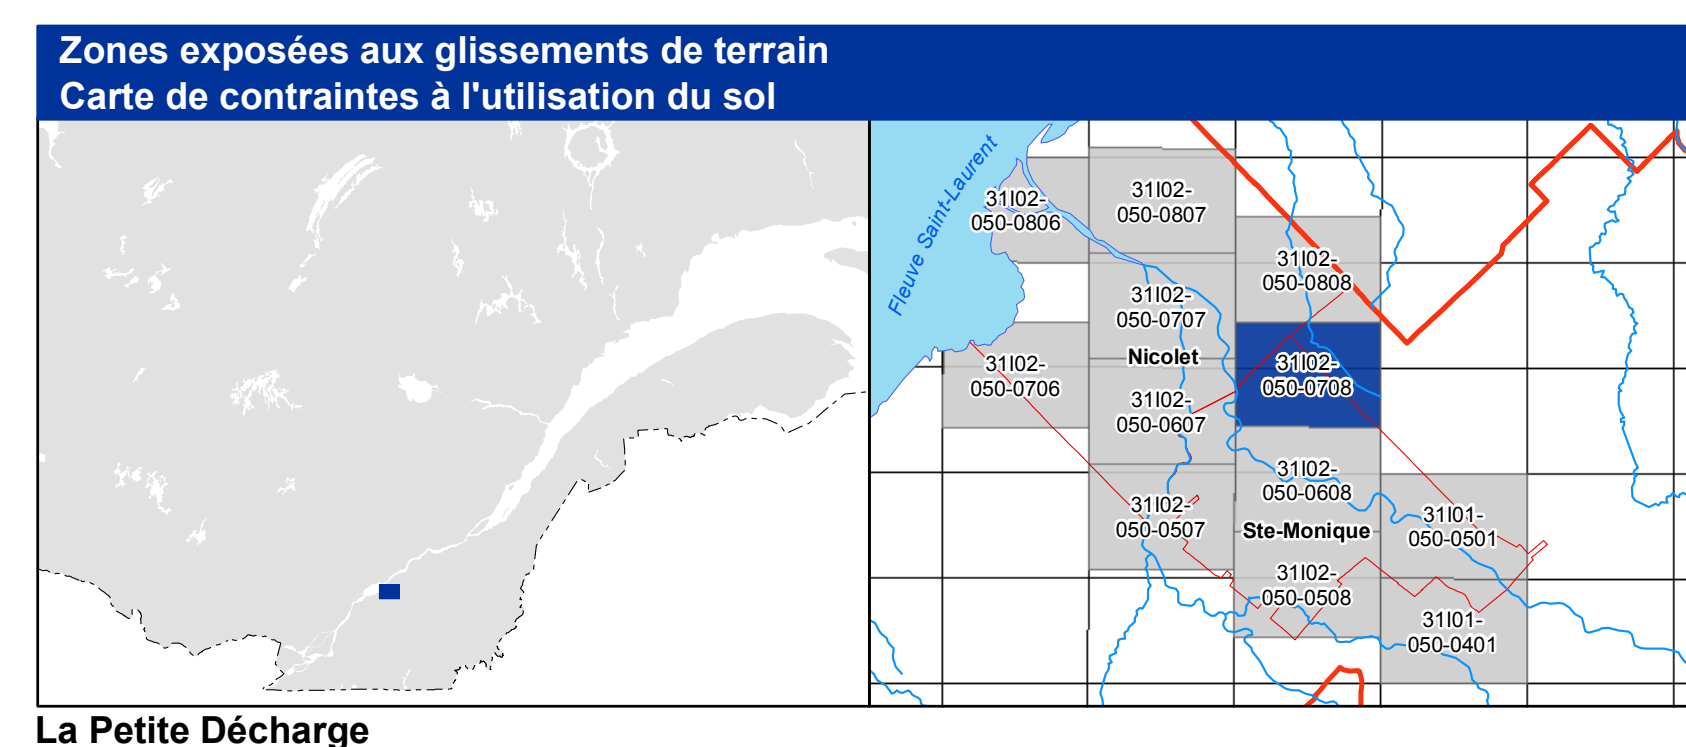 Zones exposées aux glissements de terrain
Carte de contraintes à l'utilisation du sol
Fleuve Saint-Laurent
31I02-
050-0806
31I02-
050-0807
31I02-
050-0808
31I02-
050-0707
Nicolet
31I02-
050-0706
31I02-
050-0708
31I02-
050-0607
31I02-
050-0608
31I02-
050-0507
Ste-Monique
31I01-
050-0501
31I02-
050-0508
31I01-
050-0401
La Petite Décharge